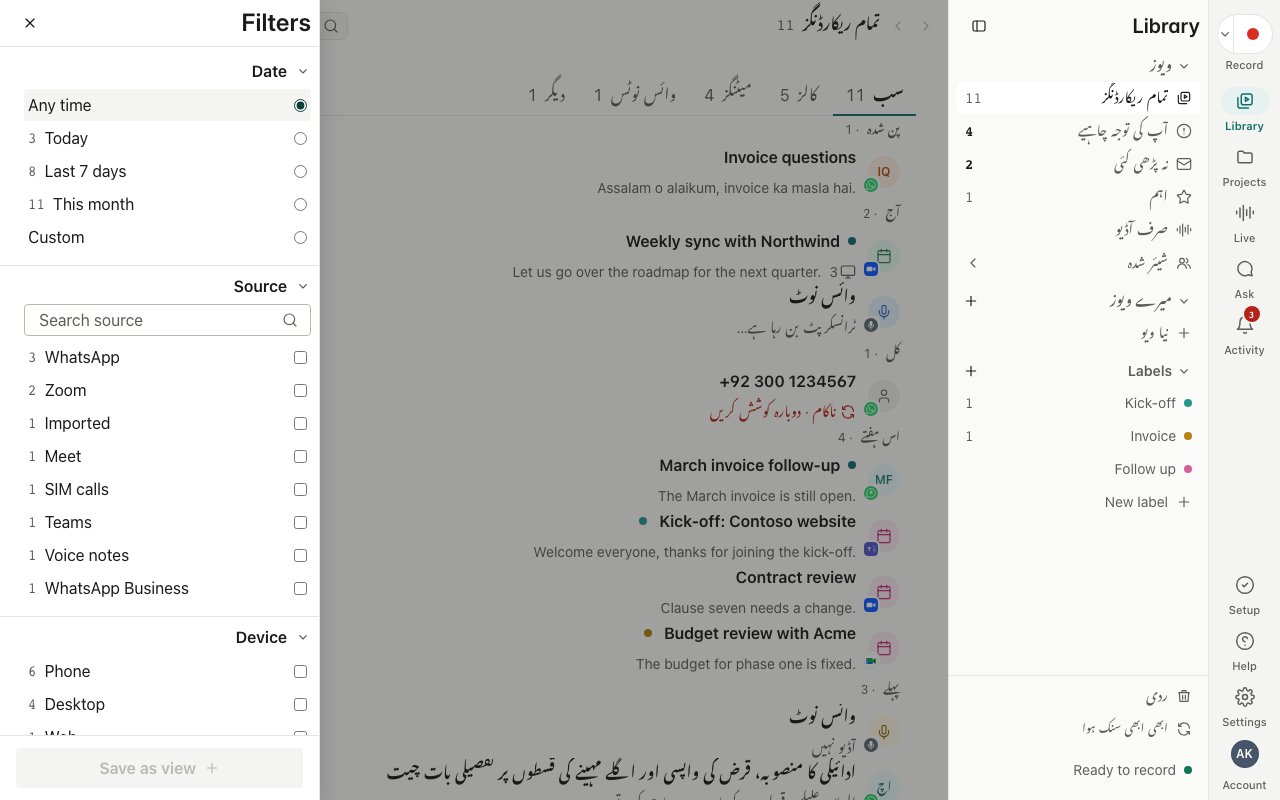 Filters
Date
Any time
3 Today
8 Last 7 days
11 This month
Custom
Source
Search source
3 WhatsApp
2 Zoom
1 Imported
1 Meet
1 SIM calls
1 Teams
1 Voice notes
1 WhatsApp Business
Device
6 Phone
4 Desktop
Save as view
تمام ریکارڈنگز 11
سب 11
کالز 5
میٹنگز 4
وائس نوٹس 1
دیگر 1
پن شدہ · 1
IQ
Invoice questions
Assalam o alaikum, invoice ka masla hai.
آج · 2
Weekly sync with Northwind
Let us go over the roadmap for the next quarter. 3
وائس نوٹ
ٹرانسکرپٹ بن رہا ہے…
کل · 1
+92 300 1234567
ناکام · دوبارہ کوشش کریں
اس ہفتے · 4
MF
March invoice follow-up
The March invoice is still open.
Kick-off: Contoso website
Welcome everyone, thanks for joining the kick-off.
Contract review
Clause seven needs a change.
Budget review with Acme
The budget for phase one is fixed.
پہلے · 3
وائس نوٹ
آڈیو نہیں
اچ
ادائیگی کا منصوبہ، قرض کی واپسی اور اگلے مہینے کی قسطوں پر تفصیلی بات چیت
Library
ویوز
تمام ریکارڈنگز 11
آپ کی توجہ چاہیے 4
نہ پڑھی گئی 2
اہم 1
صرف آڈیو
شیئر شدہ
میرے ویوز
نیا ویو
Labels
Kick-off 1
Invoice 1
Follow up
New label
ردی
ابھی ابھی سنک ہوا
Ready to record
Record
Library
Projects
Live
Ask
3
Activity
Setup
Help
Settings
AK
Account